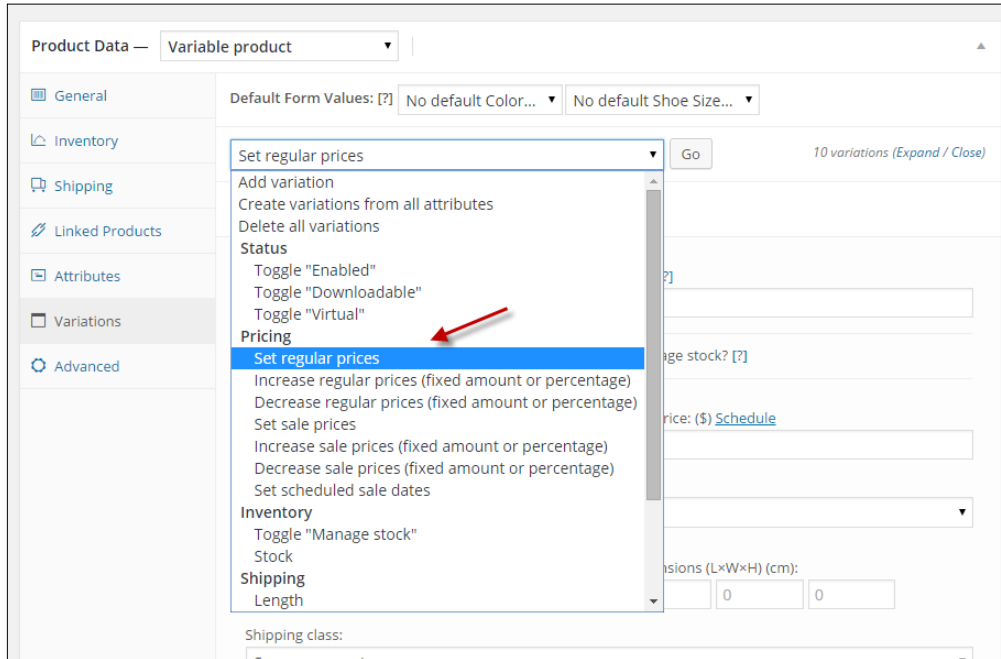 Product Data — Variable product
General
Inventory
Shipping
Linked Products
Attributes
Variations
Advanced
Default Form Values: [?] No default Color... No default Shoe Size...
Set regular prices Go 10 variations (Expand / Close)
Add variation
Create variations from all attributes
Delete all variations
Status
Toggle "Enabled"
Toggle "Downloadable"
Toggle "Virtual"
Pricing
Set regular prices
Increase regular prices (fixed amount or percentage)
Decrease regular prices (fixed amount or percentage)
Set sale prices
Increase sale prices (fixed amount or percentage)
Decrease sale prices (fixed amount or percentage)
Set scheduled sale dates
Inventory
Toggle "Manage stock"
Stock
Shipping
Length
?]
stock? [?]
($) Schedule
(L×W×H) (cm):
0 0
Shipping class: